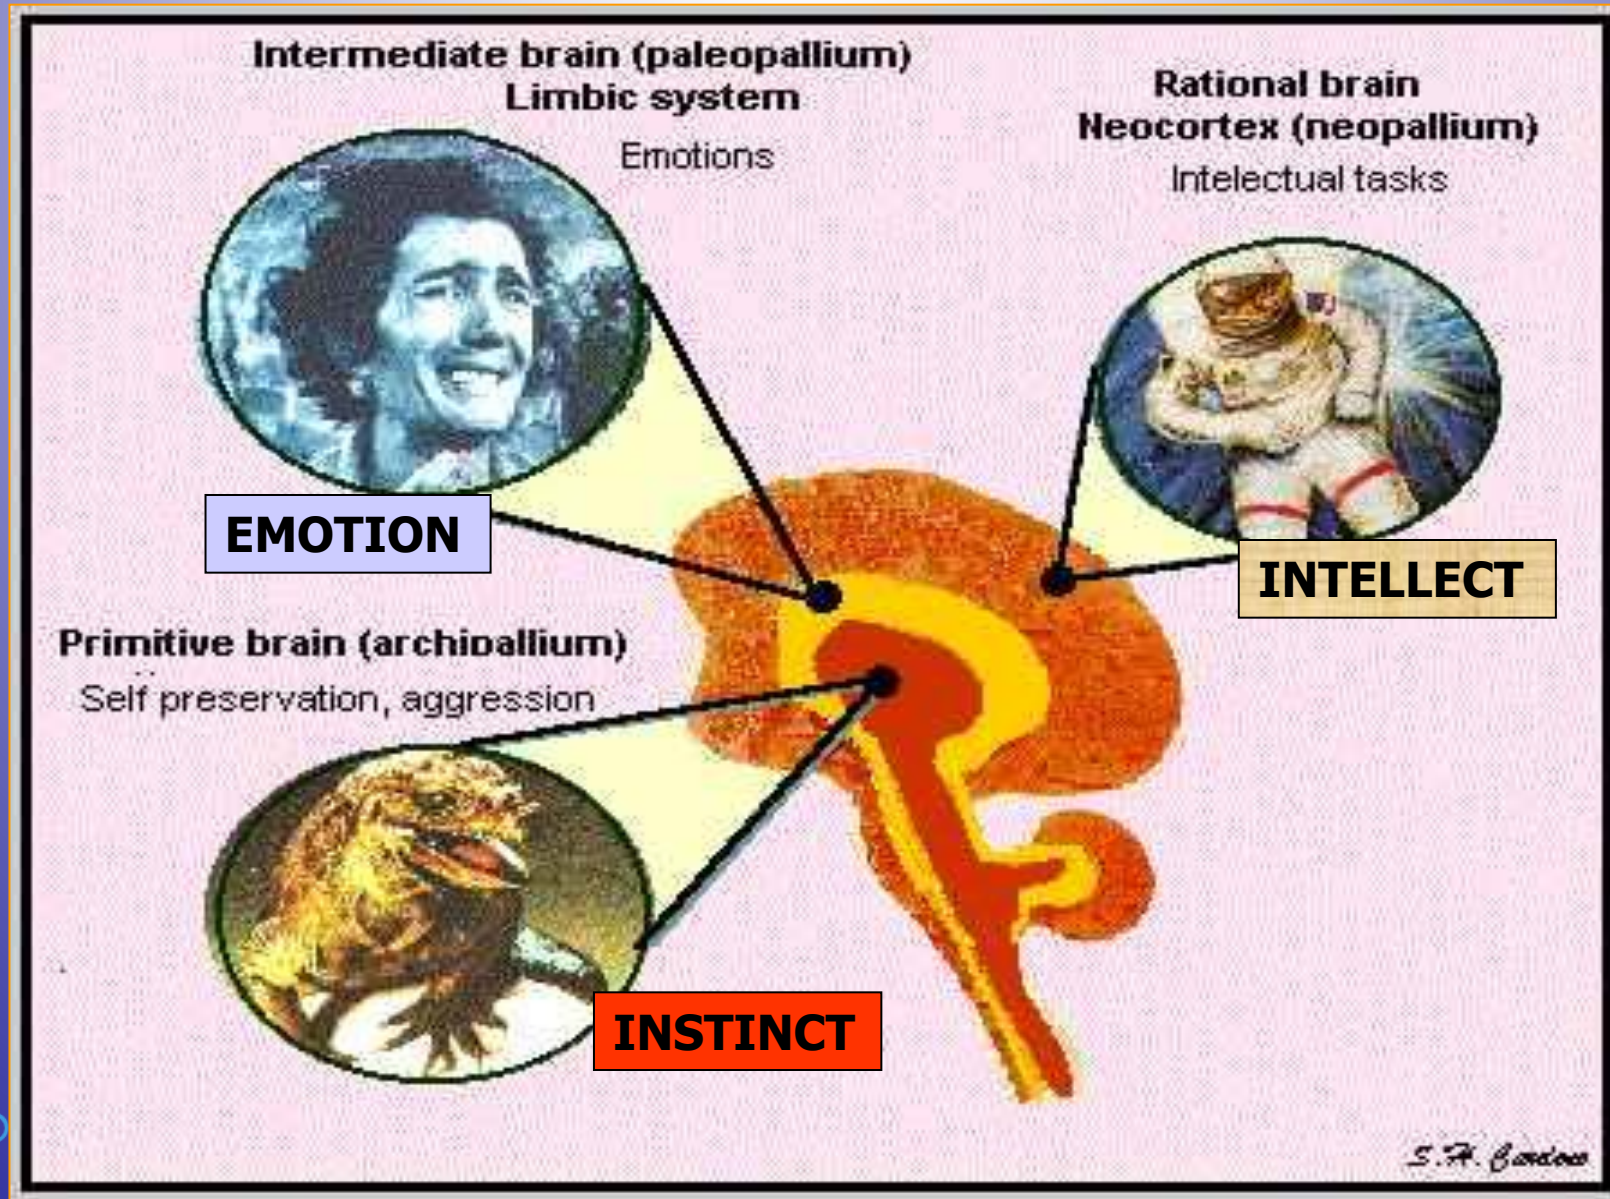 Intermediate brain (paleopallium)
Limbic system
Emotions
Rational brain
Neocortex (neopallium)
Intelectual tasks
EMOTION
INTELLECT
Primitive brain (archipallium)
Self preservation, aggression
INSTINCT
S.H.